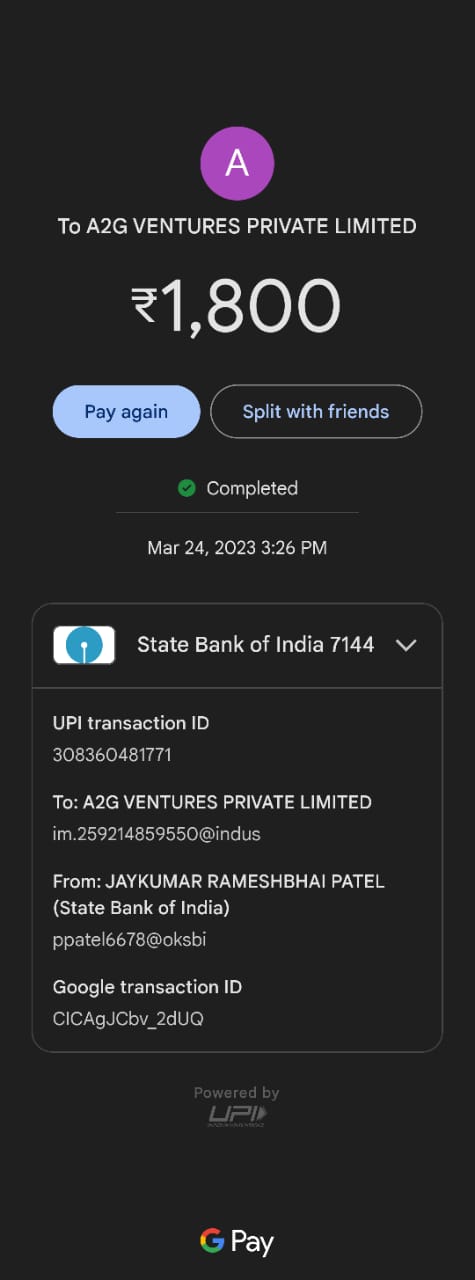 A
To A2G VENTURES PRIVATE LIMITED
₹1,800
Pay again
Split with friends
Completed
Mar 24, 2023 3:26 PM
State Bank of India 7144
UPI transaction ID
308360481771
To: A2G VENTURES PRIVATE LIMITED
im.259214859550@indus
From: JAYKUMAR RAMESHBHAI PATEL
(State Bank of India)
ppatel6678@oksbi
Google transaction ID
CICAgJCbv_2dUQ
Powered by
UPI
G Pay